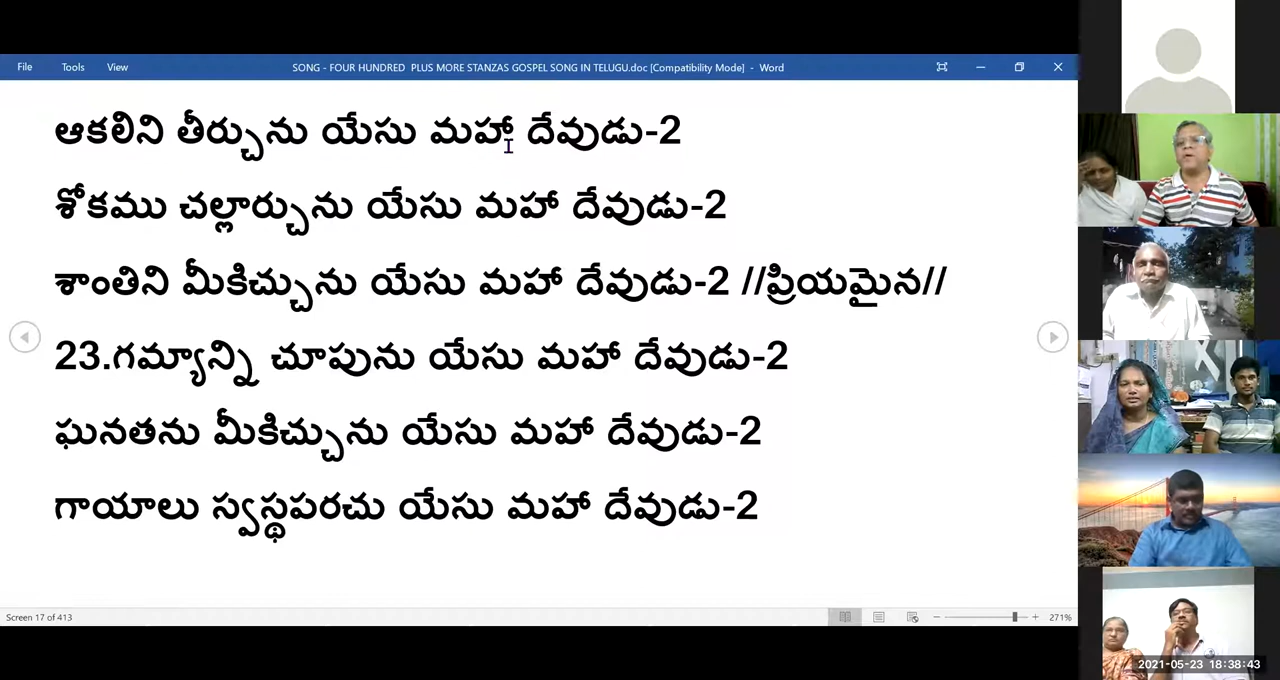 File Tools View SONG - FOUR HUNDRED PLUS MORE STANZAS GOSPEL SONG IN TELUGU.doc [Compatibility Mode] - Word
ఆకలిని తీర్చును యేసు మహా దేవుడు-2
శోకము చల్లార్చును యేసు మహా దేవుడు-2
శాంతిని మీకిచ్చును యేసు మహా దేవుడు-2 //ప్రియమైన//
23.గమ్యాన్ని చూపును యేసు మహా దేవుడు-2
ఘనతను మీకిచ్చును యేసు మహా దేవుడు-2
గాయాలు స్వస్థపరచు యేసు మహా దేవుడు-2
Screen 17 of 413 271%
2021-05-23 18:38:43